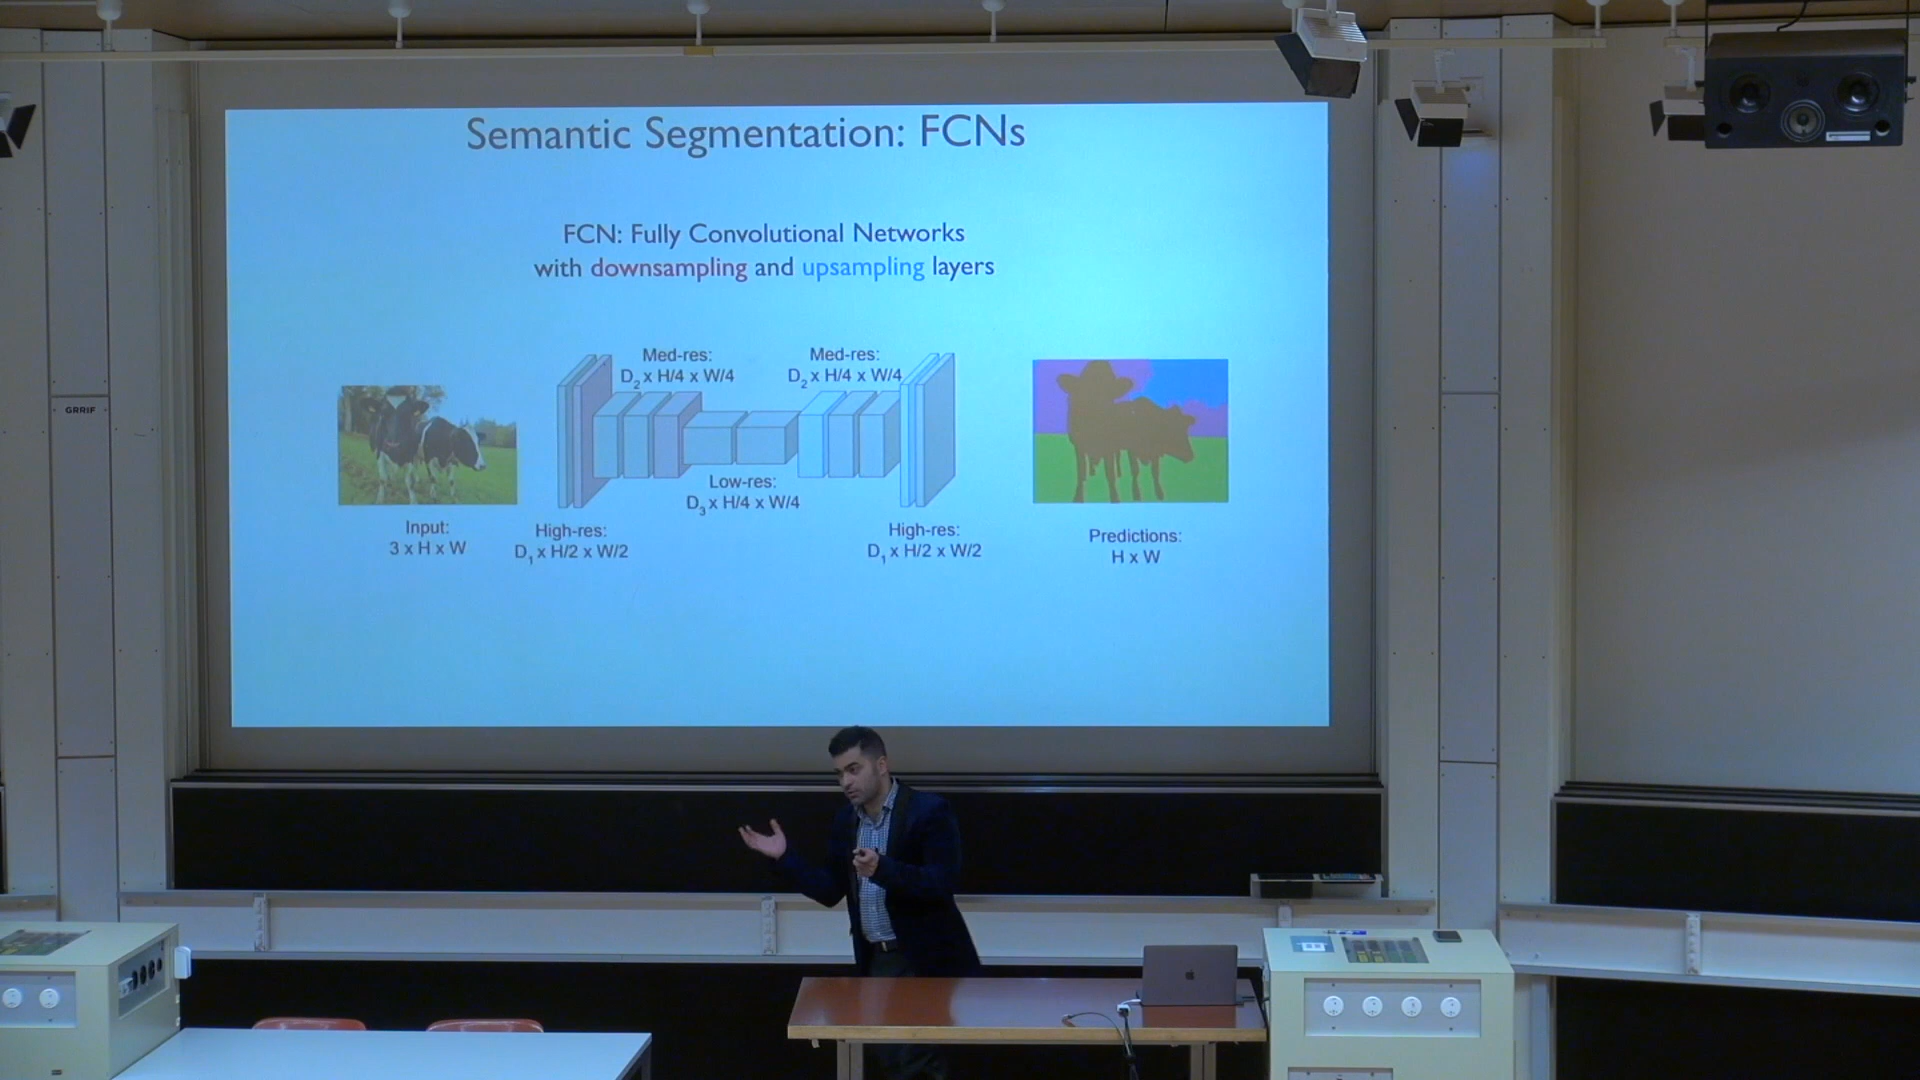 Semantic Segmentation: FCNs
FCN: Fully Convolutional Networks
with downsampling and upsampling layers
Med-res:
D2 x H/4 x W/4
Med-res:
D2 x H/4 x W/4
Low-res:
D3 x H/4 x W/4
Input:
3 x H x W
High-res:
D1 x H/2 x W/2
High-res:
D1 x H/2 x W/2
Predictions:
H x W
GRRIF